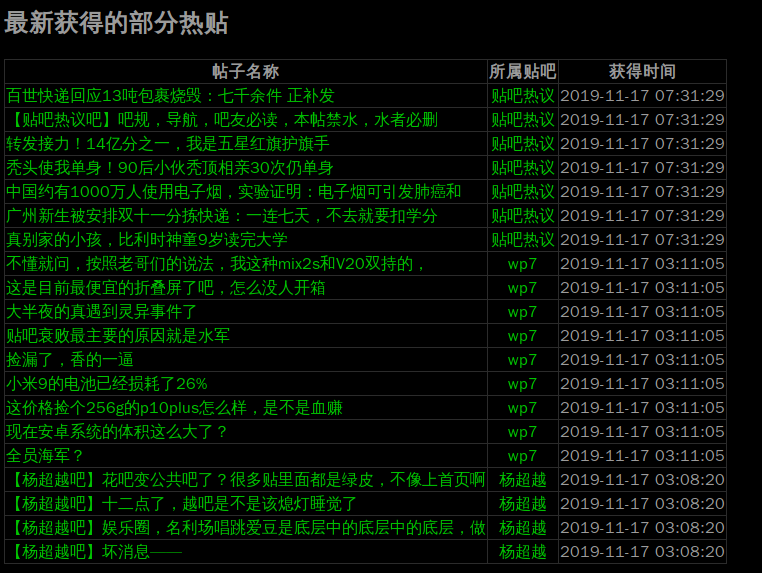 最新获得的部分热贴
帖子名称 所属贴吧 获得时间
百世快递回应13吨包裹烧毁：七千余件 正补发 贴吧热议 2019-11-17 07:31:29
【贴吧热议吧】吧规，导航，吧友必读，本帖禁水，水者必删 贴吧热议 2019-11-17 07:31:29
转发接力！14亿分之一，我是五星红旗护旗手 贴吧热议 2019-11-17 07:31:29
秃头使我单身！90后小伙秃顶相亲30次仍单身 贴吧热议 2019-11-17 07:31:29
中国约有1000万人使用电子烟，实验证明：电子烟可引发肺癌和 贴吧热议 2019-11-17 07:31:29
广州新生被安排双十一分拣快递：一连七天，不去就要扣学分 贴吧热议 2019-11-17 07:31:29
真别家的小孩，比利时神童9岁读完大学 贴吧热议 2019-11-17 07:31:29
不懂就问，按照老哥们的说法，我这种mix2s和V20双持的， wp7 2019-11-17 03:11:05
这是目前最便宜的折叠屏了吧，怎么没人开箱 wp7 2019-11-17 03:11:05
大半夜的真遇到灵异事件了 wp7 2019-11-17 03:11:05
贴吧衰败最主要的原因就是水军 wp7 2019-11-17 03:11:05
捡漏了，香的一逼 wp7 2019-11-17 03:11:05
小米9的电池已经损耗了26% wp7 2019-11-17 03:11:05
这价格捡个256g的p10plus怎么样，是不是血赚 wp7 2019-11-17 03:11:05
现在安卓系统的体积这么大了？ wp7 2019-11-17 03:11:05
全员海军？ wp7 2019-11-17 03:11:05
【杨超越吧】花吧变公共吧了？很多贴里面都是绿皮，不像上首页啊 杨超越 2019-11-17 03:08:20
【杨超越吧】十二点了，越吧是不是该熄灯睡觉了 杨超越 2019-11-17 03:08:20
【杨超越吧】娱乐圈，名利场唱跳爱豆是底层中的底层中的底层，做 杨超越 2019-11-17 03:08:20
【杨超越吧】坏消息—— 杨超越 2019-11-17 03:08:20